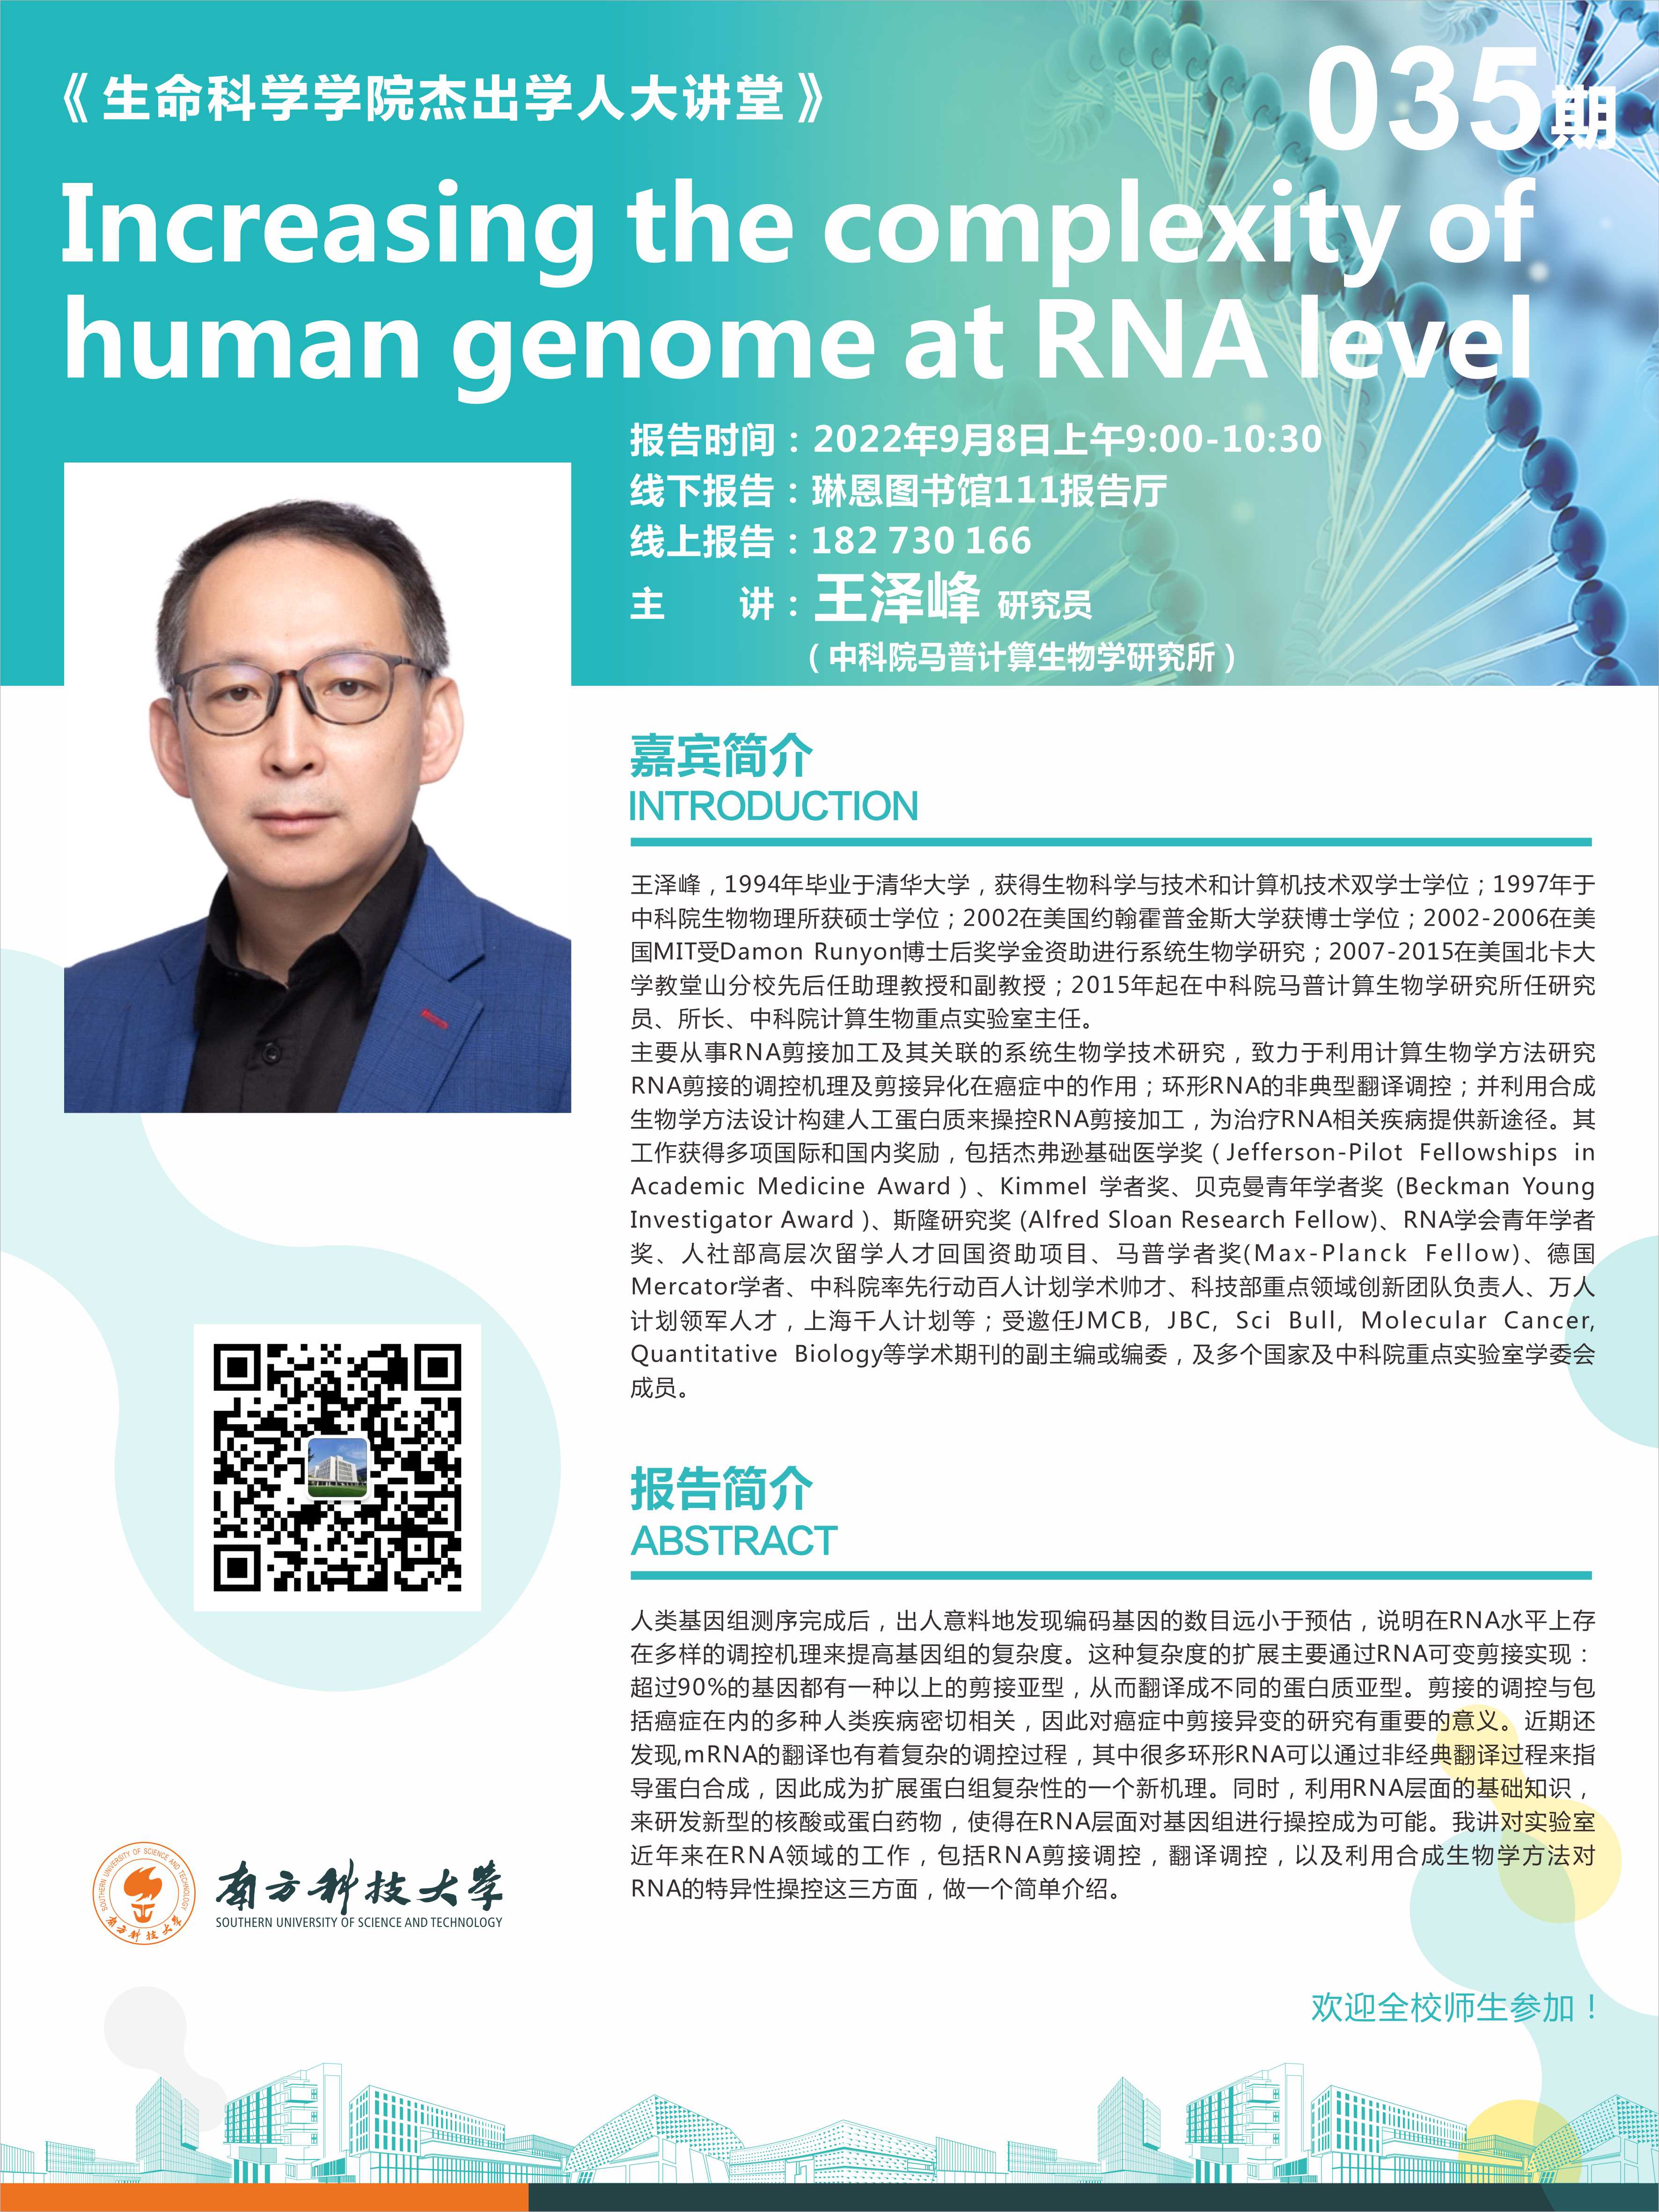 《生命科学学院杰出学人大讲堂》
035期
Increasing the complexity of
human genome at RNA level
报告时间：2022年9月8日上午9:00-10:30
线下报告：琳恩图书馆111报告厅
线上报告：182 730 166
主 讲：王泽峰 研究员
（中科院马普计算生物学研究所）
嘉宾简介
INTRODUCTION
王泽峰，1994年毕业于清华大学，获得生物科学与技术和计算机技术双学士学位；1997年于
中科院生物物理所获硕士学位；2002在美国约翰霍普金斯大学获博士学位；2002-2006在美
国MIT受Damon Runyon博士后奖学金资助进行系统生物学研究；2007-2015在美国北卡大
学教堂山分校先后任助理教授和副教授；2015年起在中科院马普计算生物学研究所任研究
员、所长、中科院计算生物重点实验室主任。
主要从事RNA剪接加工及其关联的系统生物学技术研究，致力于利用计算生物学方法研究
RNA剪接的调控机理及剪接异化在癌症中的作用；环形RNA的非典型翻译调控；并利用合成
生物学方法设计构建人工蛋白质来操控RNA剪接加工，为治疗RNA相关疾病提供新途径。其
工作获得多项国际和国内奖励，包括杰弗逊基础医学奖（Jefferson-Pilot Fellowships in
Academic Medicine Award）、Kimmel 学者奖、贝克曼青年学者奖 (Beckman Young
Investigator Award )、斯隆研究奖 (Alfred Sloan Research Fellow)、RNA学会青年学者
奖、人社部高层次留学人才回国资助项目、马普学者奖(Max-Planck Fellow)、德国
Mercator学者、中科院率先行动百人计划学术帅才、科技部重点领域创新团队负责人、万人
计划领军人才，上海千人计划等；受邀任JMCB, JBC, Sci Bull, Molecular Cancer,
Quantitative Biology等学术期刊的副主编或编委，及多个国家及中科院重点实验室学委会
成员。
报告简介
ABSTRACT
人类基因组测序完成后，出人意料地发现编码基因的数目远小于预估，说明在RNA水平上存
在多样的调控机理来提高基因组的复杂度。这种复杂度的扩展主要通过RNA可变剪接实现：
超过90%的基因都有一种以上的剪接亚型，从而翻译成不同的蛋白质亚型。剪接的调控与包
括癌症在内的多种人类疾病密切相关，因此对癌症中剪接异变的研究有重要的意义。近期还
发现,mRNA的翻译也有着复杂的调控过程，其中很多环形RNA可以通过非经典翻译过程来指
导蛋白合成，因此成为扩展蛋白组复杂性的一个新机理。同时，利用RNA层面的基础知识，
来研发新型的核酸或蛋白药物，使得在RNA层面对基因组进行操控成为可能。我讲对实验室
近年来在RNA领域的工作，包括RNA剪接调控，翻译调控，以及利用合成生物学方法对
RNA的特异性操控这三方面，做一个简单介绍。
SOUTHERN UNIVERSITY OF SCIENCE AND TECHNOLOGY
南方科技大学
南方科技大学
SOUTHERN UNIVERSITY OF SCIENCE AND TECHNOLOGY
欢迎全校师生参加！